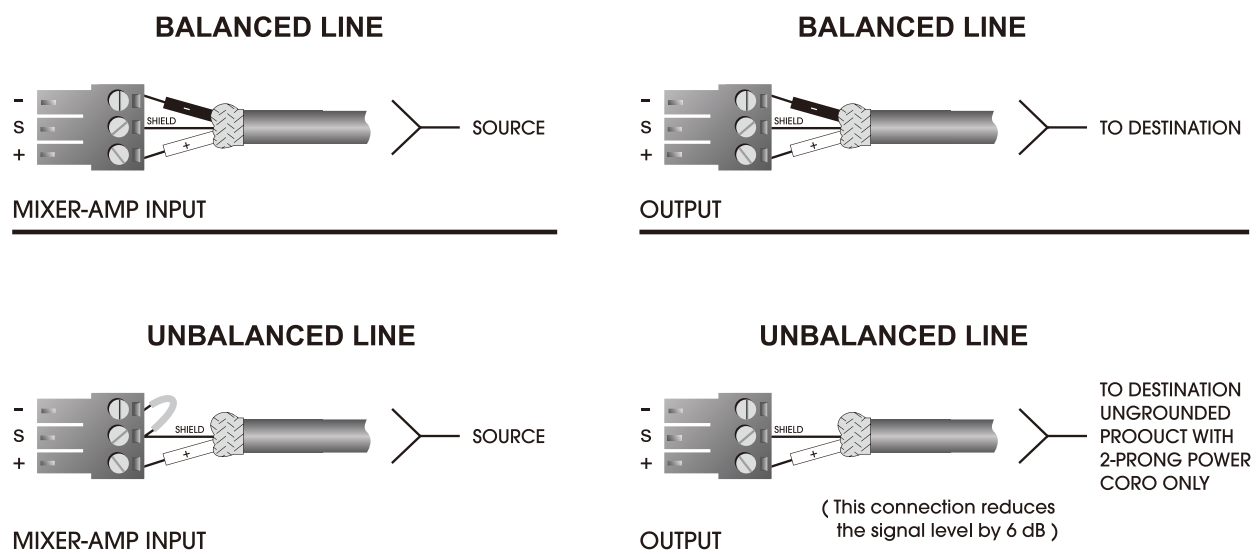 BALANCED LINE
-
S
+
SHIELD
-
+
SOURCE
MIXER-AMP INPUT
BALANCED LINE
-
S
+
SHIELD
-
+
TO DESTINATION
OUTPUT
UNBALANCED LINE
-
S
+
SHIELD
+
SOURCE
MIXER-AMP INPUT
UNBALANCED LINE
-
S
+
SHIELD
+
TO DESTINATION
UNGROUNDED
PROOUCT WITH
2-PRONG POWER
CORO ONLY
( This connection reduces
the signal level by 6 dB )
OUTPUT